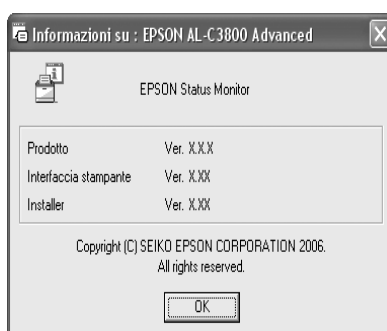 Informazioni su : EPSON AL-C3800 Advanced
EPSON Status Monitor
Prodotto Ver. X.X.X
Interfaccia stampante Ver. X.XX
Installer Ver. X.XX
Copyright (C) SEIKO EPSON CORPORATION 2006.
All rights reserved.
OK